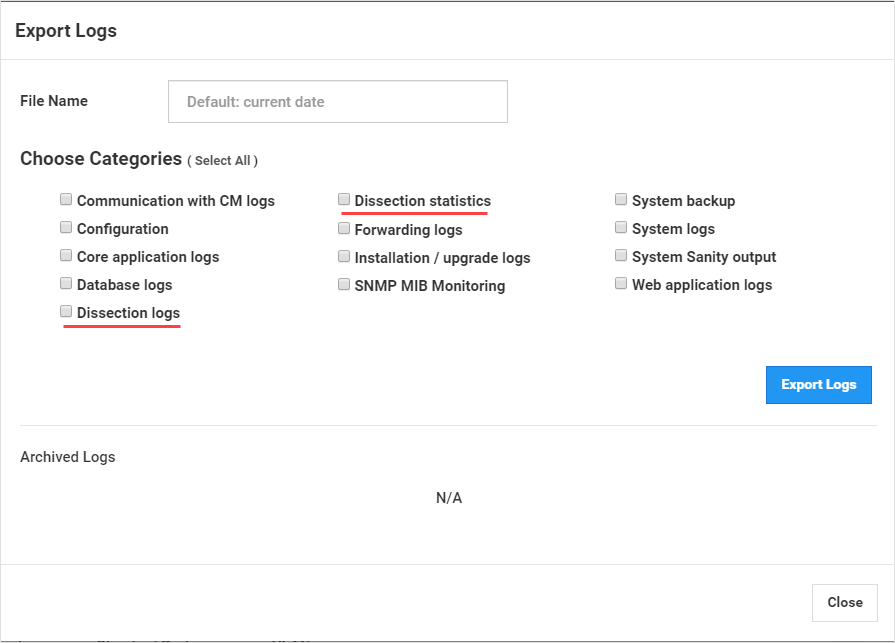 Export Logs
File Name
Default: current date
Choose Categories ( Select All )
Communication with CM logs
Configuration
Core application logs
Database logs
Dissection logs
Dissection statistics
Forwarding logs
Installation / upgrade logs
SNMP MIB Monitoring
System backup
System logs
System Sanity output
Web application logs
Export Logs
Archived Logs
N/A
Close